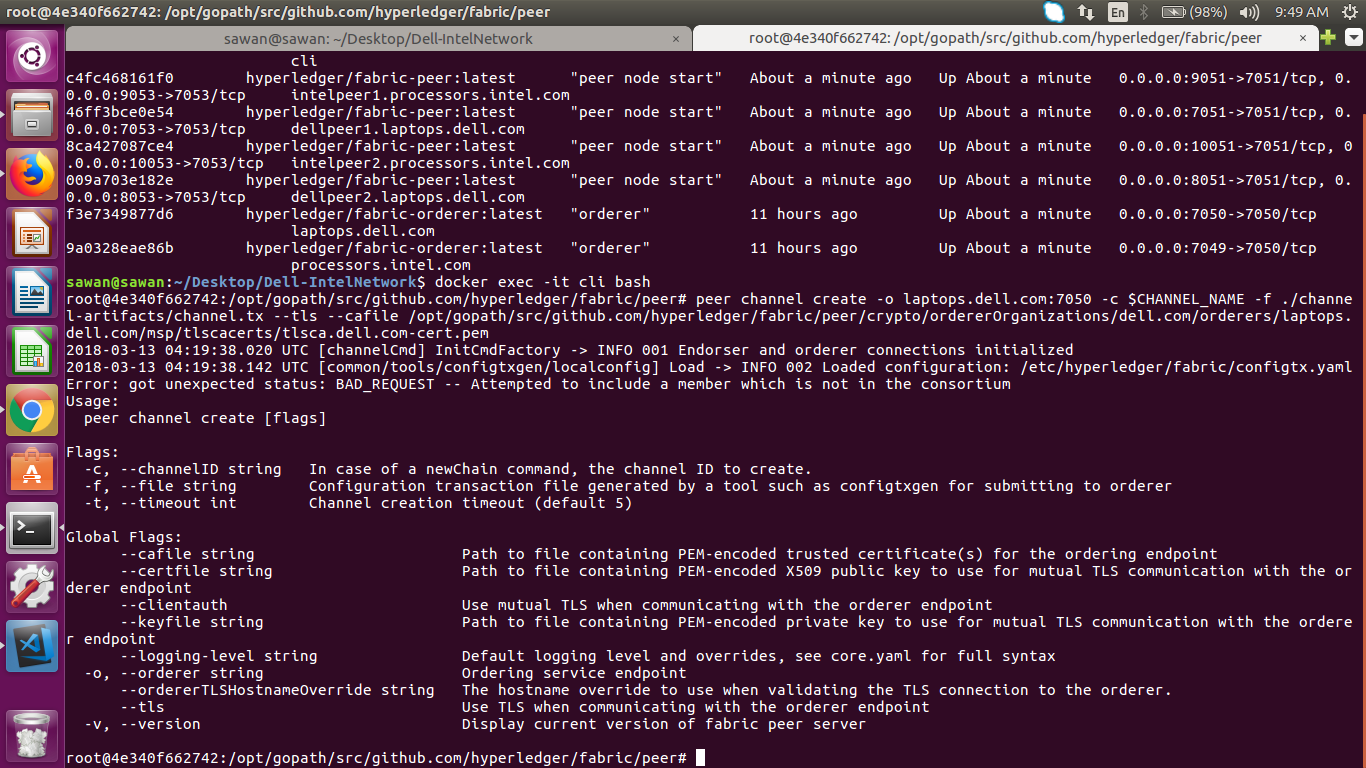 root@4e340f662742: /opt/gopath/src/github.com/hyperledger/fabric/peer
En
(98%)
9:49 AM
sawan@sawan: ~/Desktop/Dell-IntelNetwork
×
root@4e340f662742: /opt/gopath/src/github.com/hyperledger/fabric/peer
×
cli
c4fc468161f0        hyperledger/fabric-peer:latest      "peer node start"   About a minute ago   Up About a minute   0.0.0.0:9051->7051/tcp, 0.
0.0.0:9053->7053/tcp     intelpeer1.processors.intel.com
46ff3bce0e54        hyperledger/fabric-peer:latest      "peer node start"   About a minute ago   Up About a minute   0.0.0.0:7051->7051/tcp, 0.
0.0.0:7053->7053/tcp     dellpeer1.laptops.dell.com
8ca427087ce4        hyperledger/fabric-peer:latest      "peer node start"   About a minute ago   Up About a minute   0.0.0.0:10051->7051/tcp, 0
.0.0.0:10053->7053/tcp   intelpeer2.processors.intel.com
009a703e182e        hyperledger/fabric-peer:latest      "peer node start"   About a minute ago   Up About a minute   0.0.0.0:8051->7051/tcp, 0.
0.0.0:8053->7053/tcp     dellpeer2.laptops.dell.com
f3e7349877d6        hyperledger/fabric-orderer:latest   "orderer"           11 hours ago         Up About a minute   0.0.0.0:7050->7050/tcp
laptops.dell.com
9a0328eae86b        hyperledger/fabric-orderer:latest   "orderer"           11 hours ago         Up About a minute   0.0.0.0:7049->7050/tcp
processors.intel.com
sawan@sawan:~/Desktop/Dell-IntelNetwork$ docker exec -it cli bash
root@4e340f662742:/opt/gopath/src/github.com/hyperledger/fabric/peer# peer channel create -o laptops.dell.com:7050 -c $CHANNEL_NAME -f ./channe
l-artifacts/channel.tx --tls --cafile /opt/gopath/src/github.com/hyperledger/fabric/peer/crypto/ordererOrganizations/dell.com/orderers/laptops.
dell.com/msp/tlscacerts/tlsca.dell.com-cert.pem
2018-03-13 04:19:38.020 UTC [channelCmd] InitCmdFactory -> INFO 001 Endorser and orderer connections initialized
2018-03-13 04:19:38.142 UTC [common/tools/configtxgen/localconfig] Load -> INFO 002 Loaded configuration: /etc/hyperledger/fabric/configtx.yaml
Error: got unexpected status: BAD_REQUEST -- Attempted to include a member which is not in the consortium
Usage:
  peer channel create [flags]
Flags:
  -c, --channelID string   In case of a newChain command, the channel ID to create.
  -f, --file string        Configuration transaction file generated by a tool such as configtxgen for submitting to orderer
  -t, --timeout int        Channel creation timeout (default 5)
Global Flags:
      --cafile string                       Path to file containing PEM-encoded trusted certificate(s) for the ordering endpoint
      --certfile string                     Path to file containing PEM-encoded X509 public key to use for mutual TLS communication with the or
derer endpoint
      --clientauth                          Use mutual TLS when communicating with the orderer endpoint
      --keyfile string                      Path to file containing PEM-encoded private key to use for mutual TLS communication with the ordere
r endpoint
      --logging-level string                Default logging level and overrides, see core.yaml for full syntax
  -o, --orderer string                      Ordering service endpoint
      --ordererTLSHostnameOverride string   The hostname override to use when validating the TLS connection to the orderer.
      --tls                                 Use TLS when communicating with the orderer endpoint
  -v, --version                             Display current version of fabric peer server
root@4e340f662742:/opt/gopath/src/github.com/hyperledger/fabric/peer#